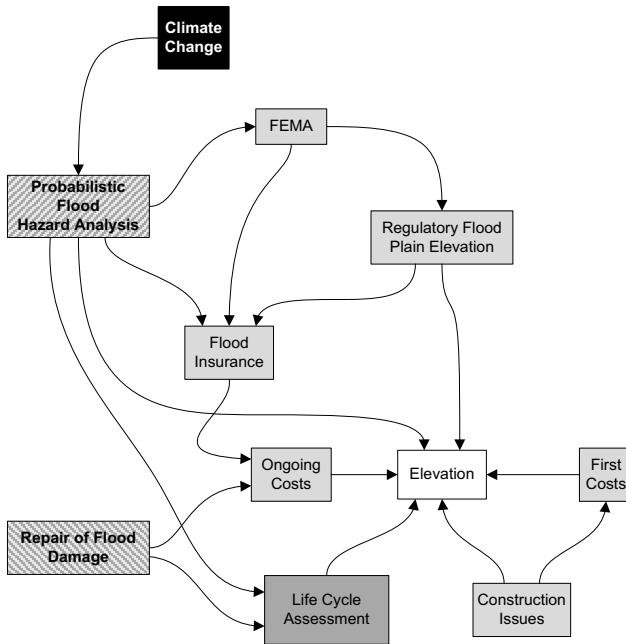 Climate
Change
FEMA
Probabilistic
Flood
Hazard Analysis
Regulatory Flood
Plain Elevation
Flood
Insurance
Ongoing
Costs
Elevation
First
Costs
Repair of Flood
Damage
Life Cycle
Assessment
Construction
Issues